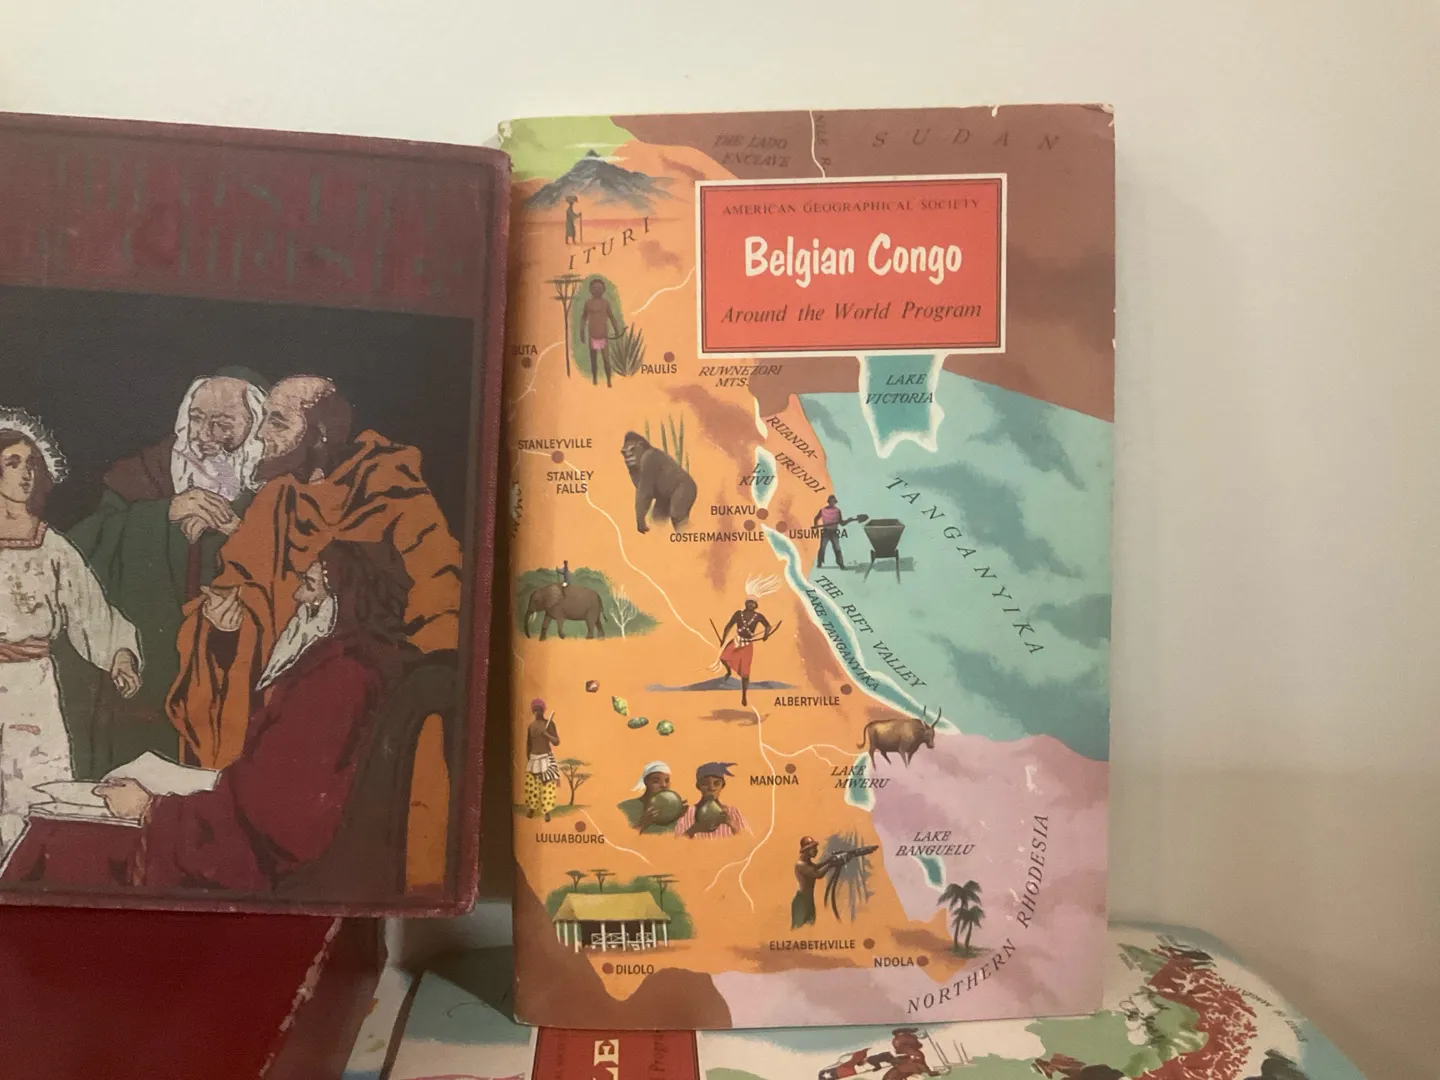 CHRIST
THE LADO
ENCLAVE
SUDAN
AMERICAN GEOGRAPHICAL SOCIETY
Belgian Congo
Around the World Program
ITURI
PAULIS
RUWNEZORI
MTS.
LAKE
VICTORIA
STANLEYVILLE
STANLEY
FALLS
RUANDA-
URUNDI
L.
KIVU
BUKAVU
COSTERMANSVILLE
TANGANYIKA
THE RIFT VALLEY
LAKE TANGANYIKA
ALBERTVILLE
MANONA
LAKE
MWERU
LULUABOURG
LAKE
BANGUELU
ELIZABETHVILLE
NDOLA
DILOLO
NORTHERN RHODESIA